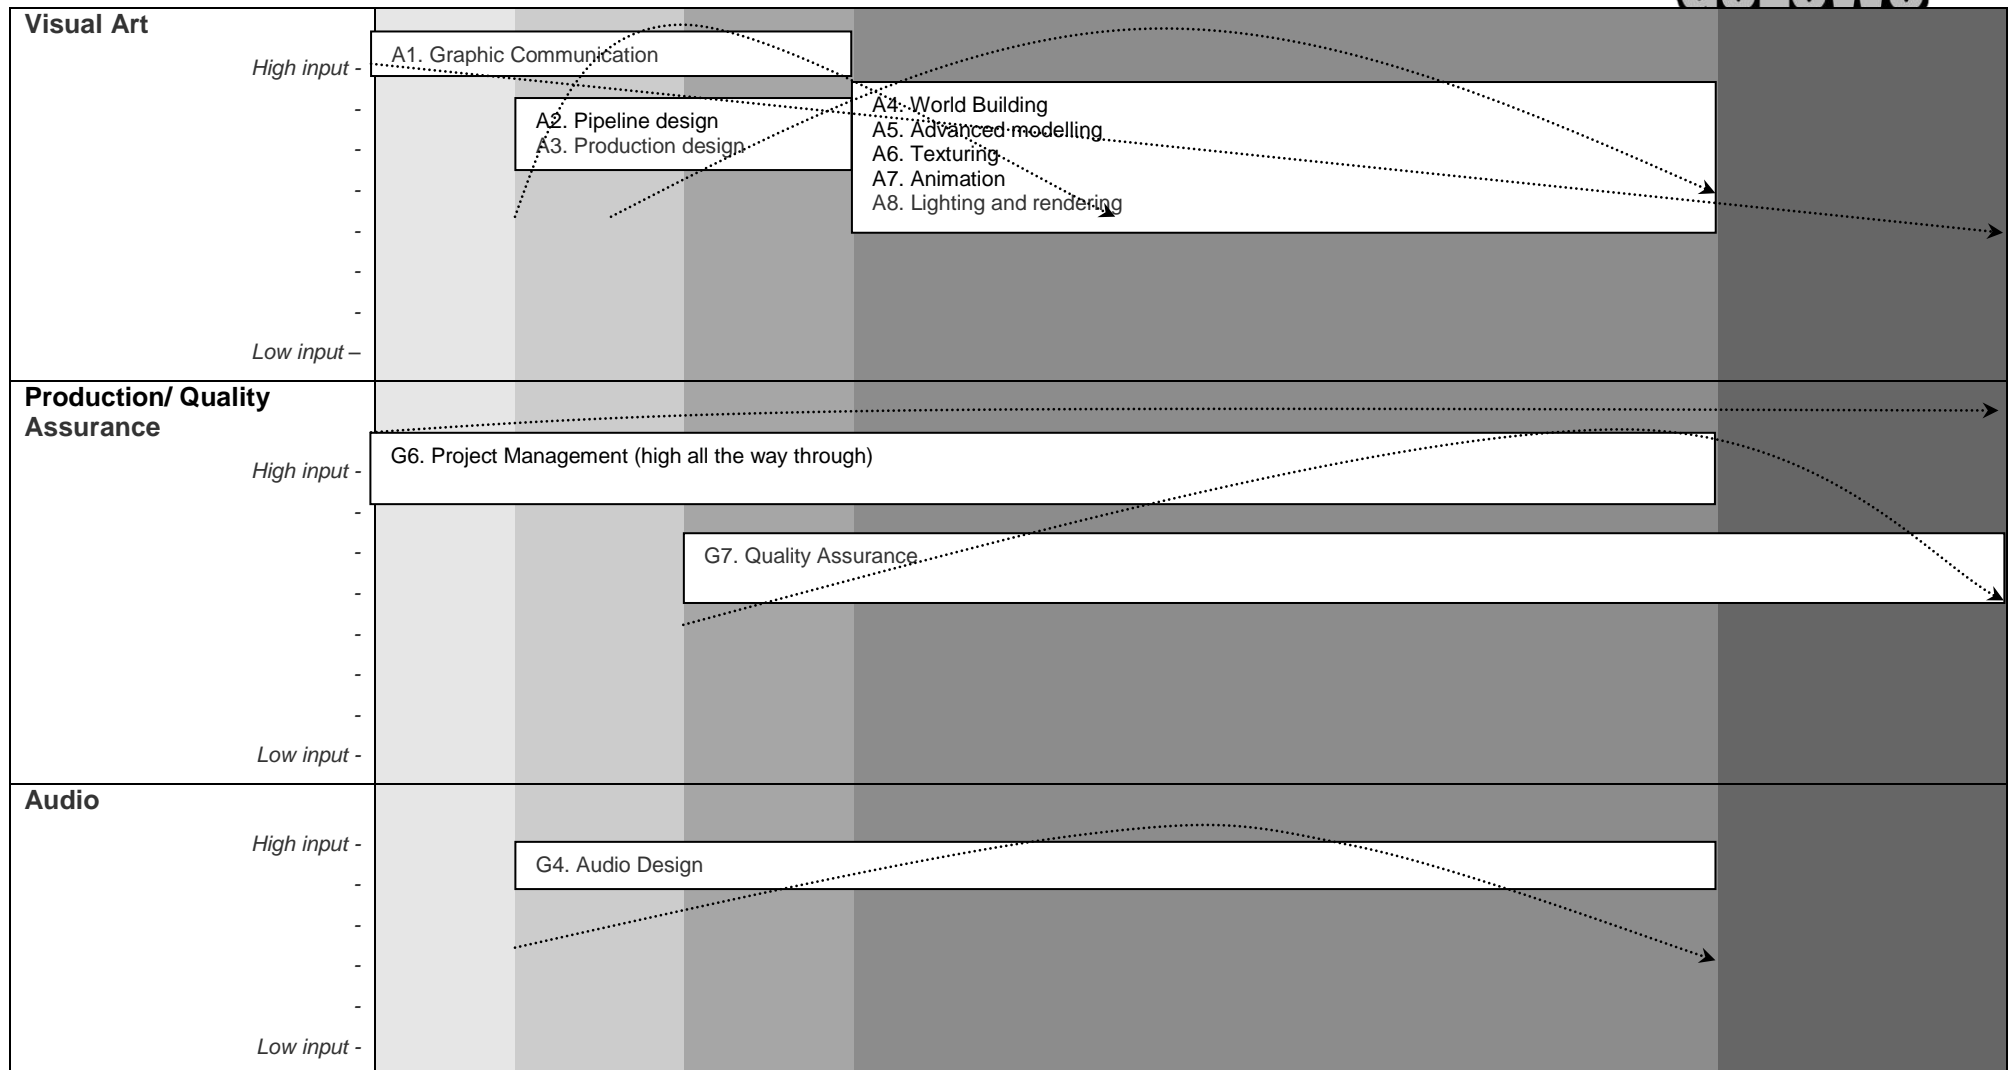 Visual Art
High input -
A1. Graphic Communication
-
A2. Pipeline design
A3. Production design
A4. World Building
A5. Advanced modelling
A6. Texturing
A7. Animation
A8. Lighting and rendering
-
-
-
-
-
Low input –
Production/ Quality
Assurance
High input -
G6. Project Management (high all the way through)
-
-
G7. Quality Assurance
-
-
-
-
Low input -
Audio
High input -
G4. Audio Design
-
-
-
-
Low input -